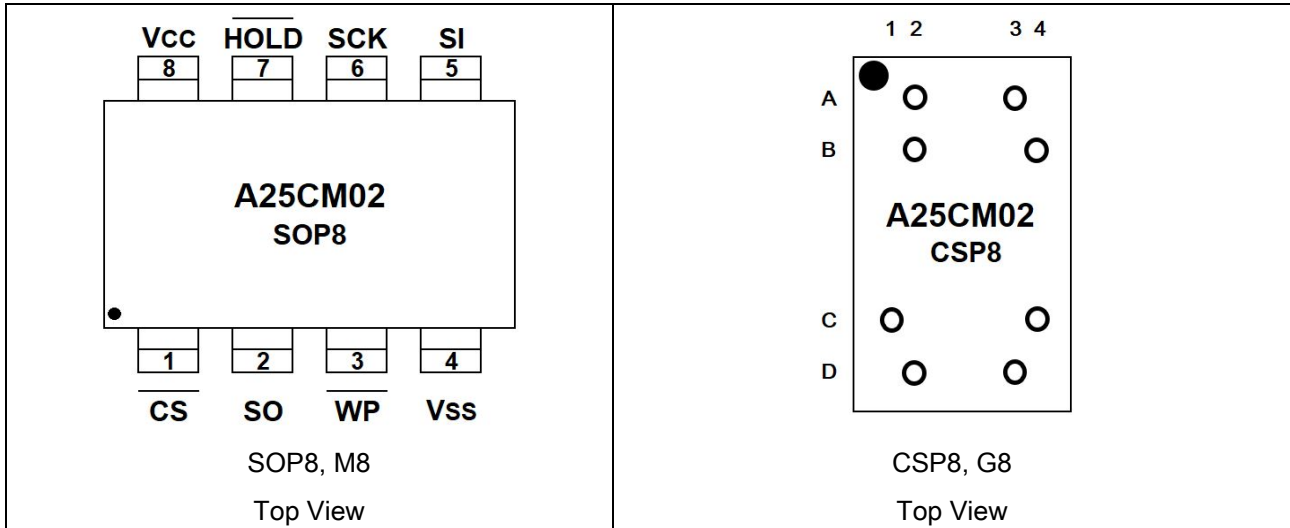 VCC HOLD SCK SI
8 7 6 5
A25CM02
SOP8
1 2 3 4
CS SO WP VSS
SOP8, M8
Top View
1 2 3 4
A
B
A25CM02
CSP8
C
D
CSP8, G8
Top View